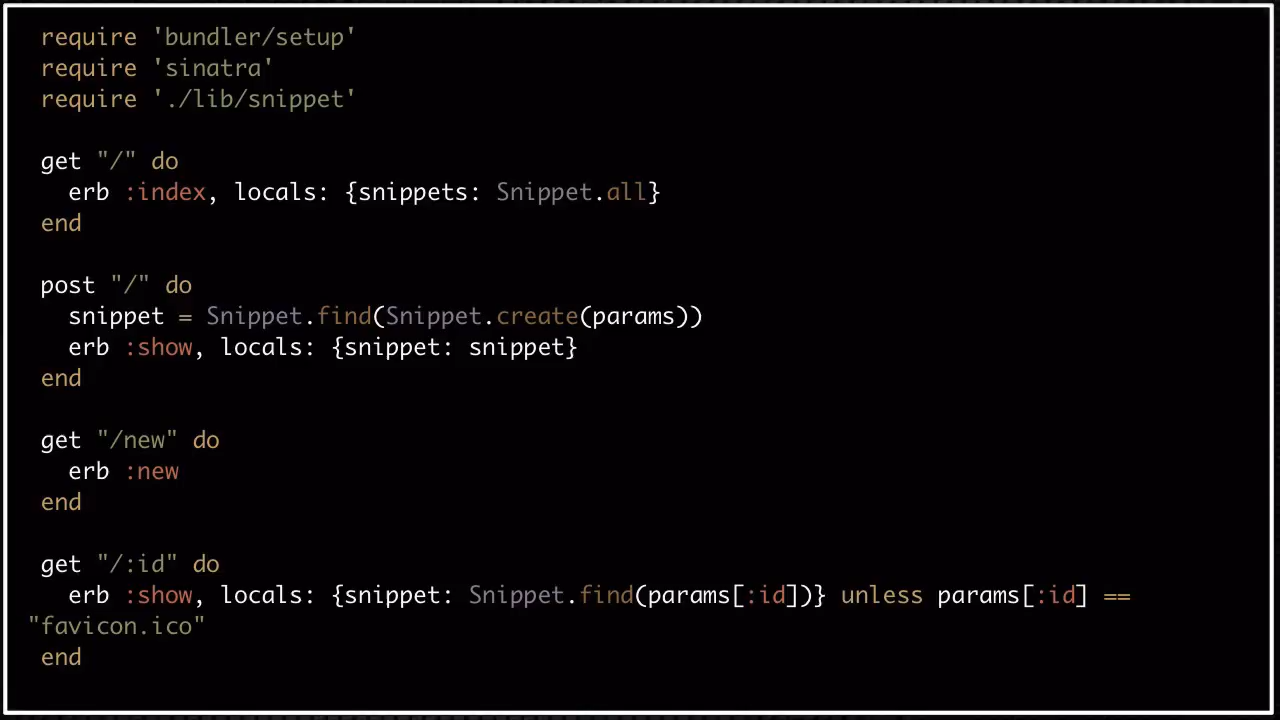 require 'bundler/setup'
require 'sinatra'
require './lib/snippet'

get "/" do
  erb :index, locals: {snippets: Snippet.all}
end

post "/" do
  snippet = Snippet.find(Snippet.create(params))
  erb :show, locals: {snippet: snippet}
end

get "/new" do
  erb :new
end

get "/:id" do
  erb :show, locals: {snippet: Snippet.find(params[:id])} unless params[:id] ==
"favicon.ico"
end